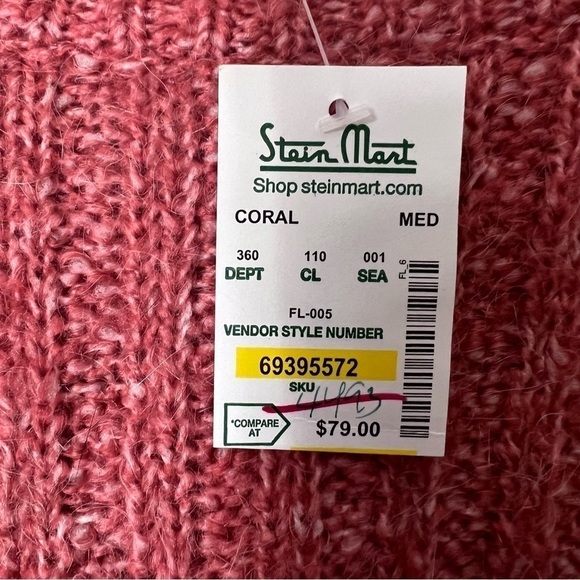 Stein Mart
Shop steinmart.com
CORAL MED
360 110 001
DEPT CL SEA
FL_6
FL-005
VENDOR STYLE NUMBER
69395572
SKU
*COMPARE AT $79.00